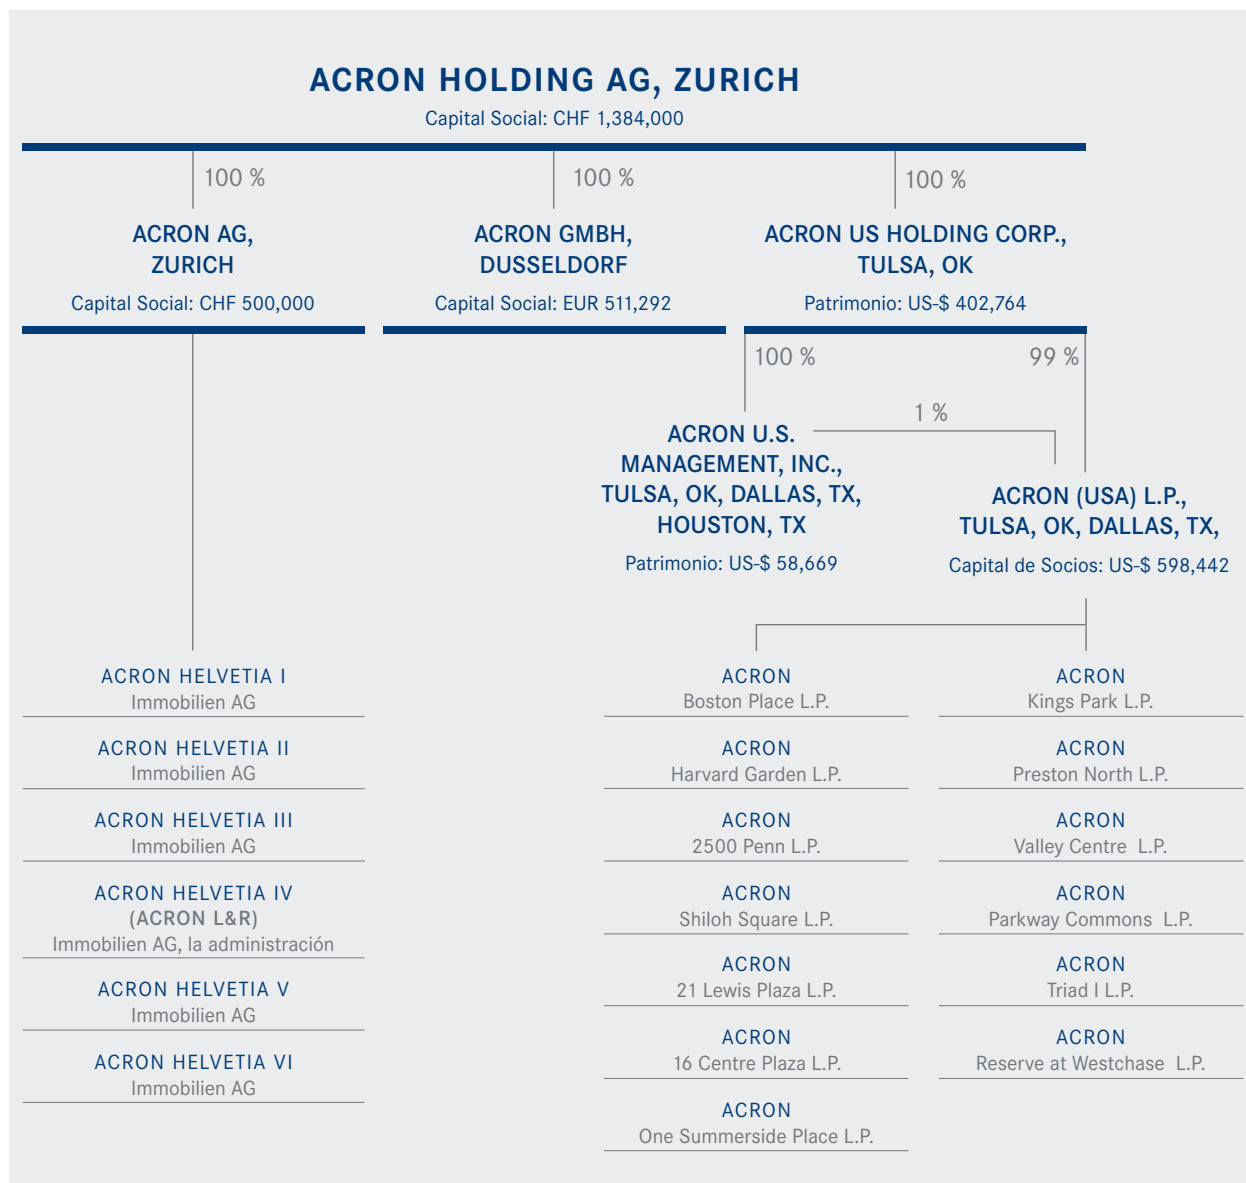 ACRON HOLDING AG, ZURICH
Capital Social: CHF 1,384,000
100 %
100 %
100 %
ACRON AG,
ZURICH
Capital Social: CHF 500,000
ACRON GMBH,
DUSSELDORF
Capital Social: EUR 511,292
ACRON US HOLDING CORP.,
TULSA, OK
Patrimonio: US-$ 402,764
100 %
99 %
1 %
ACRON U.S.
MANAGEMENT, INC.,
TULSA, OK, DALLAS, TX,
HOUSTON, TX
Patrimonio: US-$ 58,669
ACRON (USA) L.P.,
TULSA, OK, DALLAS, TX,
Capital de Socios: US-$ 598,442
ACRON HELVETIA I
Immobilien AG
ACRON HELVETIA II
Immobilien AG
ACRON HELVETIA III
Immobilien AG
ACRON HELVETIA IV
(ACRON L&R)
Immobilien AG, la administración
ACRON HELVETIA V
Immobilien AG
ACRON HELVETIA VI
Immobilien AG
ACRON
Boston Place L.P.
ACRON
Harvard Garden L.P.
ACRON
2500 Penn L.P.
ACRON
Shiloh Square L.P.
ACRON
21 Lewis Plaza L.P.
ACRON
16 Centre Plaza L.P.
ACRON
One Summerside Place L.P.
ACRON
Kings Park L.P.
ACRON
Preston North L.P.
ACRON
Valley Centre L.P.
ACRON
Parkway Commons L.P.
ACRON
Triad I L.P.
ACRON
Reserve at Westchase L.P.